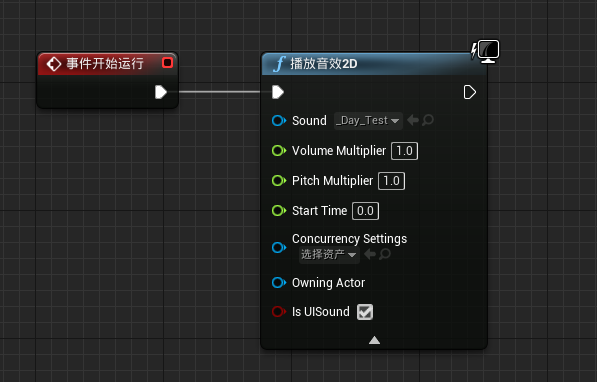 事件开始运行
f 播放音效2D
Sound _Day_Test
Volume Multiplier 1.0
Pitch Multiplier 1.0
Start Time 0.0
Concurrency Settings
选择资产
Owning Actor
Is UISound